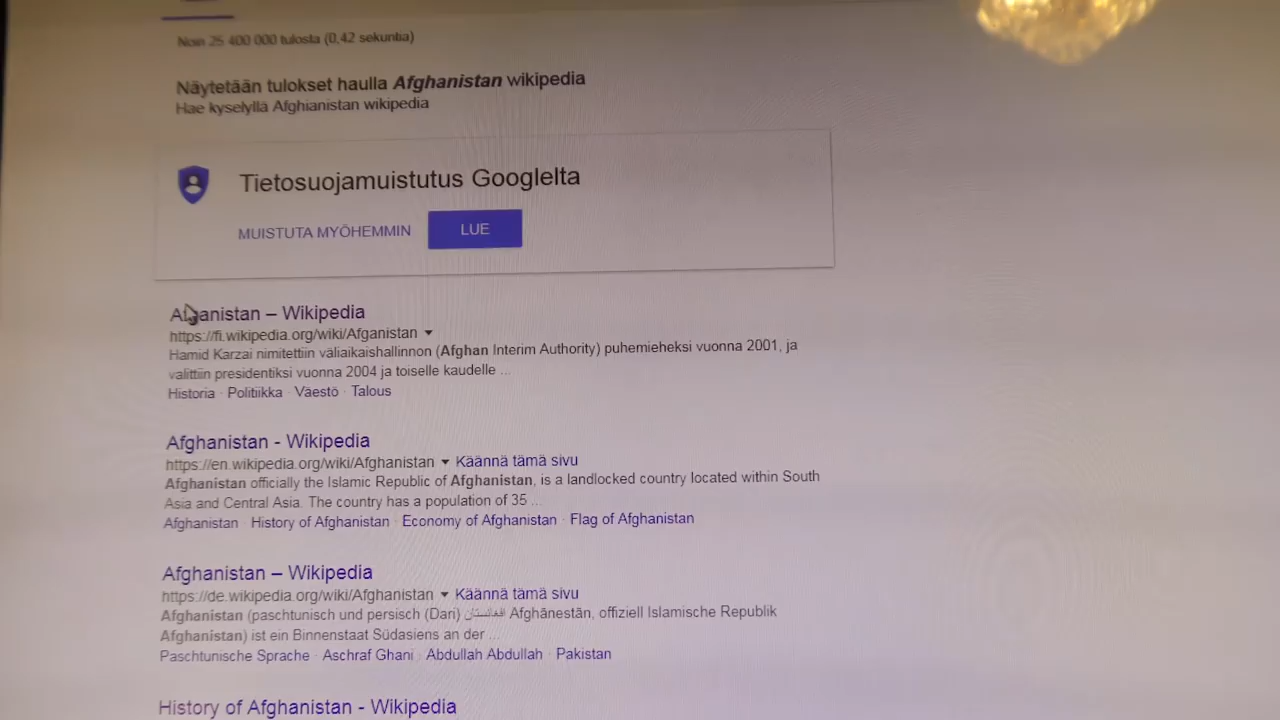 Noin 25 400 000 tulosta (0,42 sekuntia)
Näytetään tulokset haulla Afghanistan wikipedia
Hae kyselyllä Afghianistan wikipedia
Tietosuojamuistutus Googlelta
MUISTUTA MYÖHEMMIN LUE
Afganistan – Wikipedia
https://fi.wikipedia.org/wiki/Afganistan
Hamid Karzai nimitettiin väliaikaishallinnon (Afghan Interim Authority) puhemieheksi vuonna 2001, ja
valittiin presidentiksi vuonna 2004 ja toiselle kaudelle ...
Historia · Politiikka · Väestö · Talous
Afghanistan - Wikipedia
https://en.wikipedia.org/wiki/Afghanistan Käännä tämä sivu
Afghanistan officially the Islamic Republic of Afghanistan, is a landlocked country located within South
Asia and Central Asia. The country has a population of 35 ...
Afghanistan · History of Afghanistan · Economy of Afghanistan · Flag of Afghanistan
Afghanistan – Wikipedia
https://de.wikipedia.org/wiki/Afghanistan Käännä tämä sivu
Afghanistan (paschtunisch und persisch (Dari) افغانستان Afghānestān, offiziell Islamische Republik
Afghanistan) ist ein Binnenstaat Südasiens an der ...
Paschtunische Sprache · Aschraf Ghani · Abdullah Abdullah · Pakistan
History of Afghanistan - Wikipedia